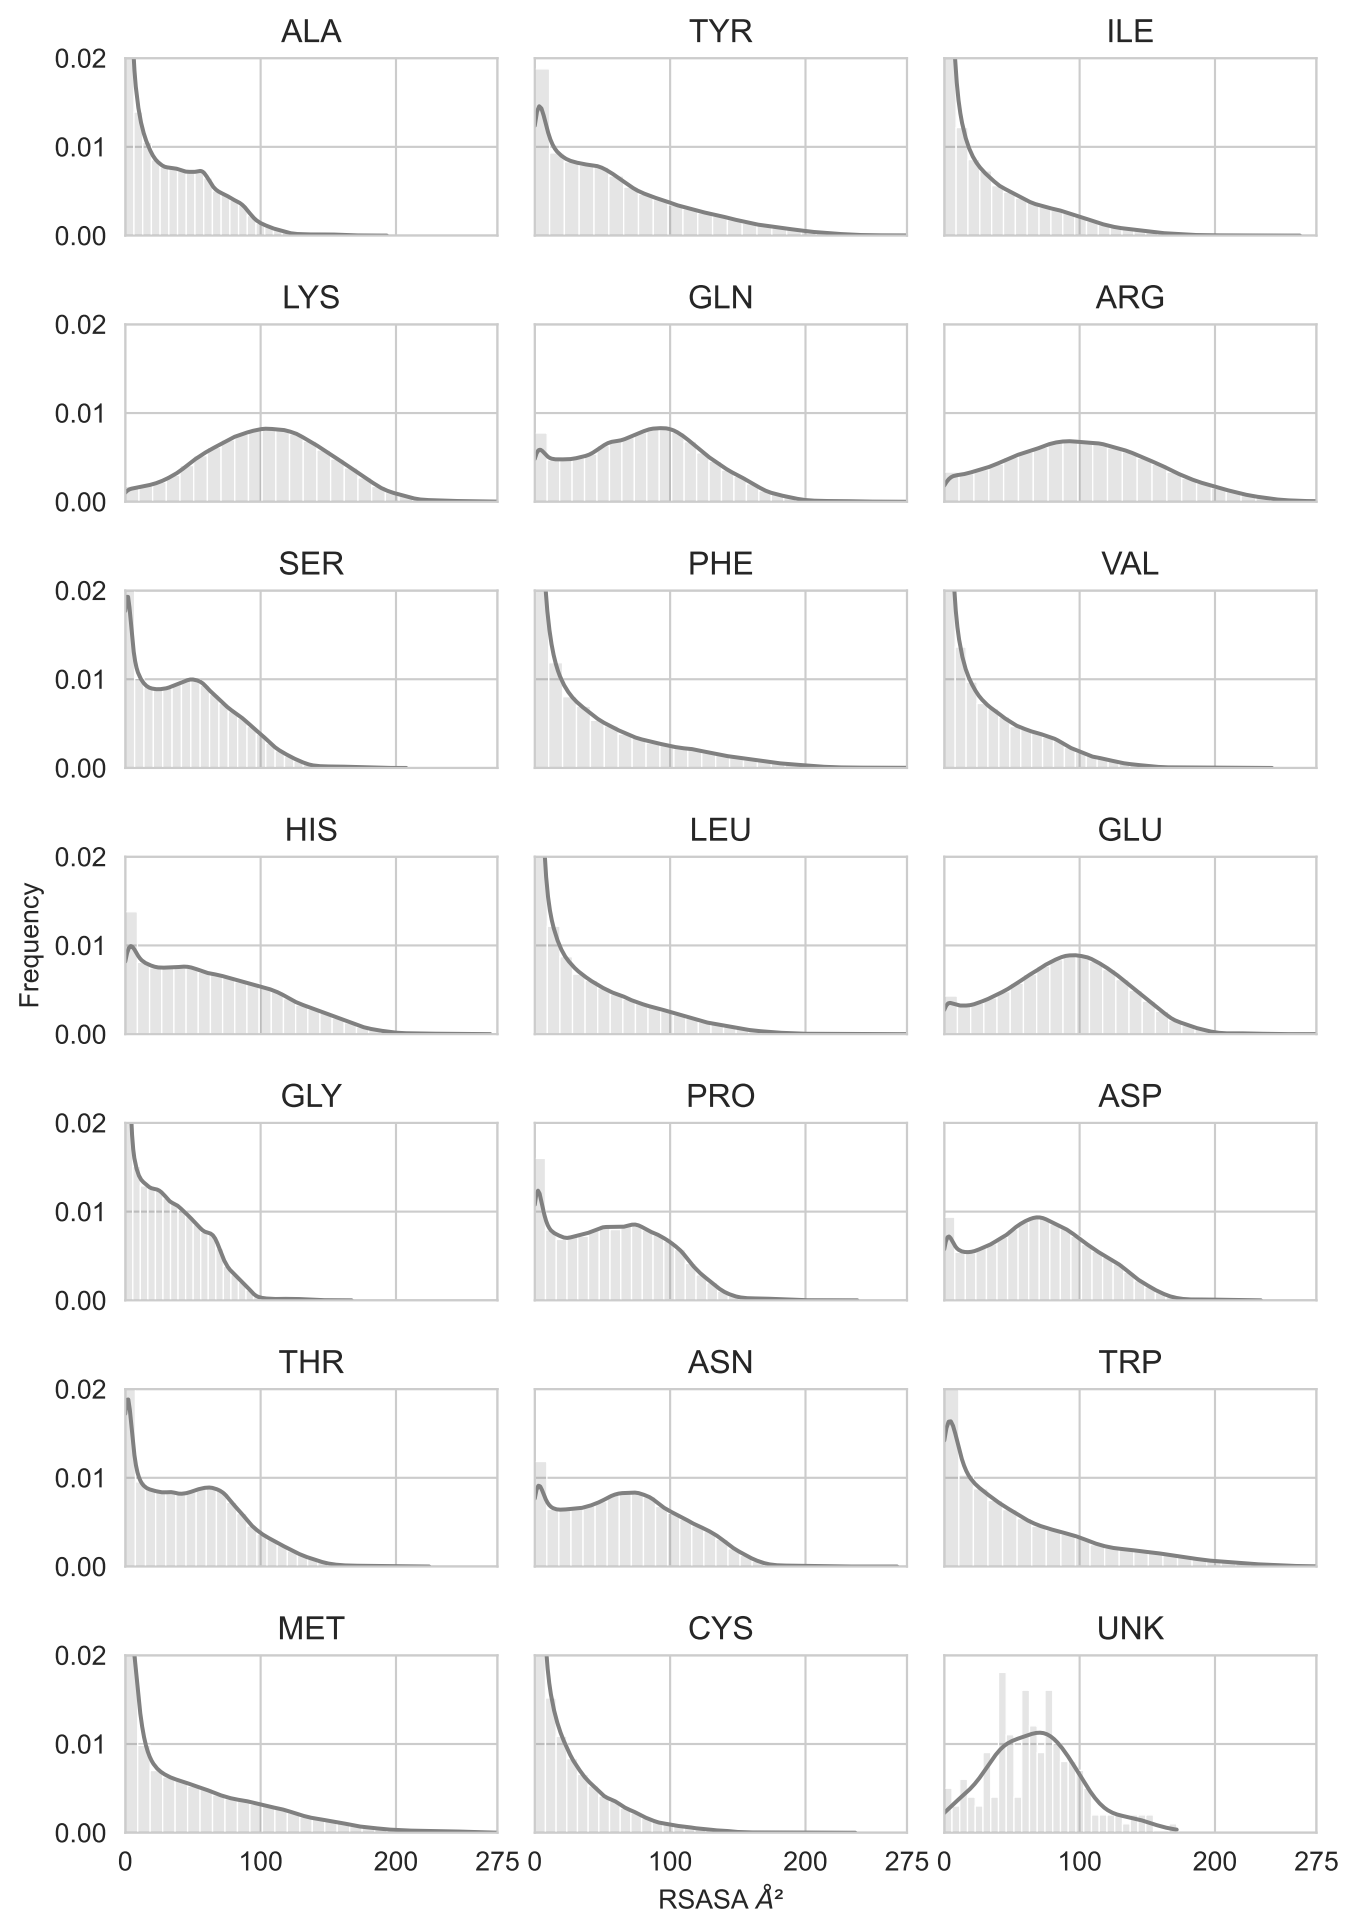 ALA TYR ILE
0.02
0.01
0.00
LYS GLN ARG
0.02
0.01
0.00
SER PHE VAL
0.02
0.01
0.00
HIS LEU GLU
0.02
0.01
0.00
Frequency
GLY PRO ASP
0.02
0.01
0.00
THR ASN TRP
0.02
0.01
0.00
MET CYS UNK
0.02
0.01
0.00
0 100 200 275 0 100 200 275 0 100 200 275
RSASA Å²